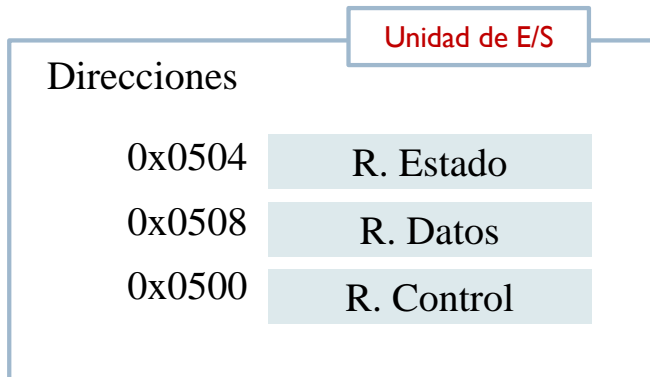 Unidad de E/S
Direcciones
0x0504 R. Estado
0x0508 R. Datos
0x0500 R. Control